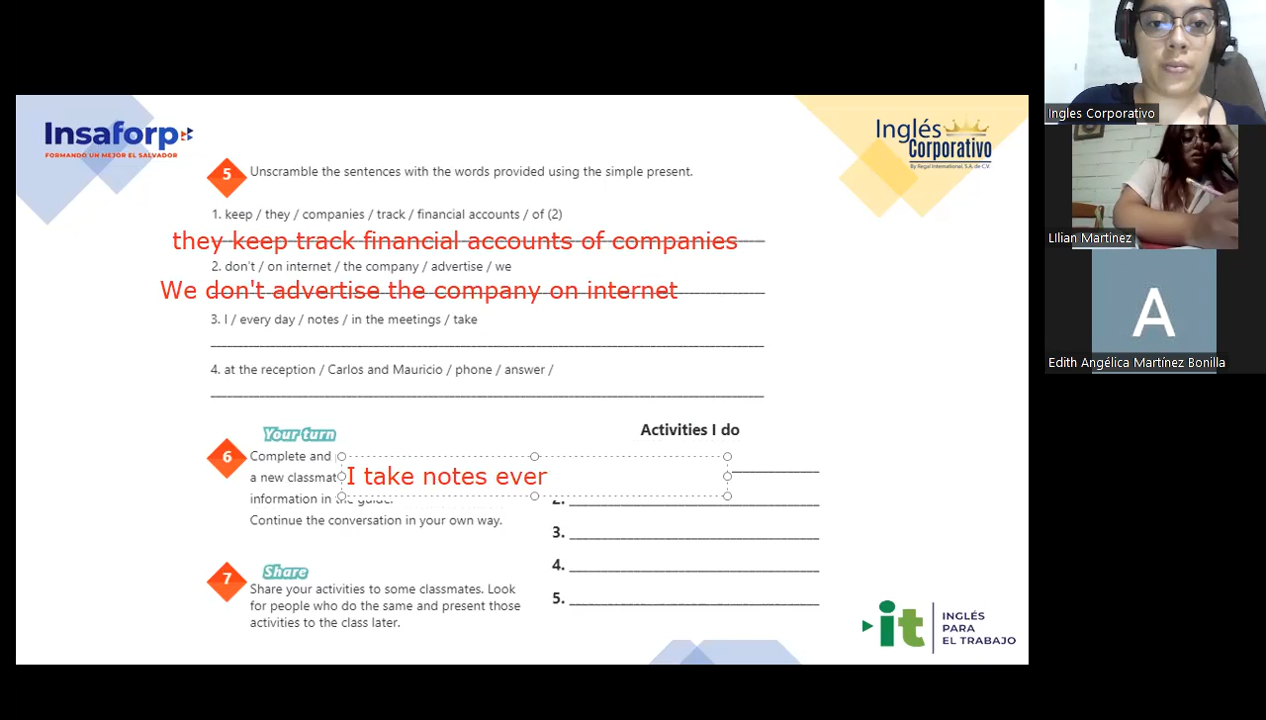 Insaforp
FORMANDO UN MEJOR EL SALVADOR
Inglés
Corporativo
By Regal International, S.A. de C.V.
5 Unscramble the sentences with the words provided using the simple present.
1. keep / they / companies / track / financial accounts / of (2)
they keep track financial accounts of companies
2. don't / on internet / the company / advertise / we
We don't advertise the company on internet
3. I / every day / notes / in the meetings / take
4. at the reception / Carlos and Mauricio / phone / answer /
Your turn
6 Complete and
a new classmat
information in the guide.
Continue the conversation in your own way.
I take notes ever
Activities I do
2.
3.
4.
5.
7 Share
Share your activities to some classmates. Look
for people who do the same and present those
activities to the class later.
it
INGLÉS
PARA
EL TRABAJO
Ingles Corporativo
LIlian Martinez
A
Edith Angélica Martínez Bonilla